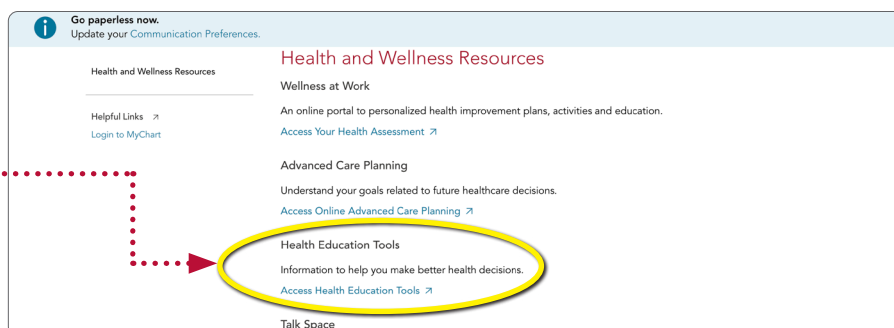 Go paperless now.
Update your Communication Preferences.
Health and Wellness Resources
Helpful Links
Login to MyChart
Health and Wellness Resources
Wellness at Work
An online portal to personalized health improvement plans, activities and education.
Access Your Health Assessment
Advanced Care Planning
Understand your goals related to future healthcare decisions.
Access Online Advanced Care Planning
Health Education Tools
Information to help you make better health decisions.
Access Health Education Tools
Talk Space